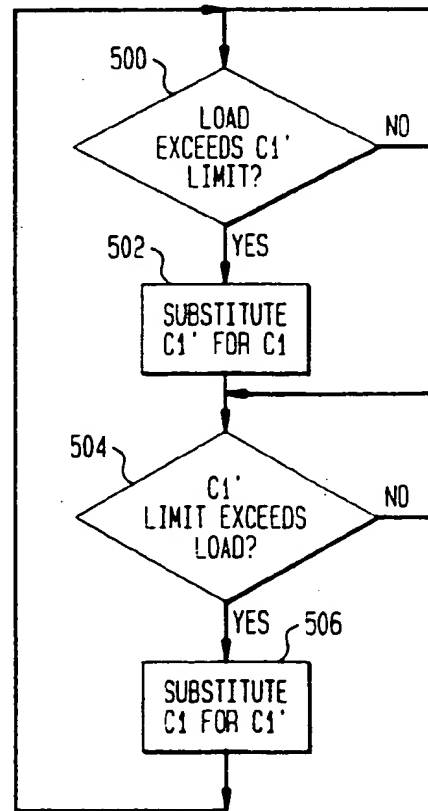 500
LOAD
EXCEEDS C1'
LIMIT?
NO
YES
502
SUBSTITUTE
C1' FOR C1
504
C1'
LIMIT EXCEEDS
LOAD?
NO
YES
506
SUBSTITUTE
C1 FOR C1'